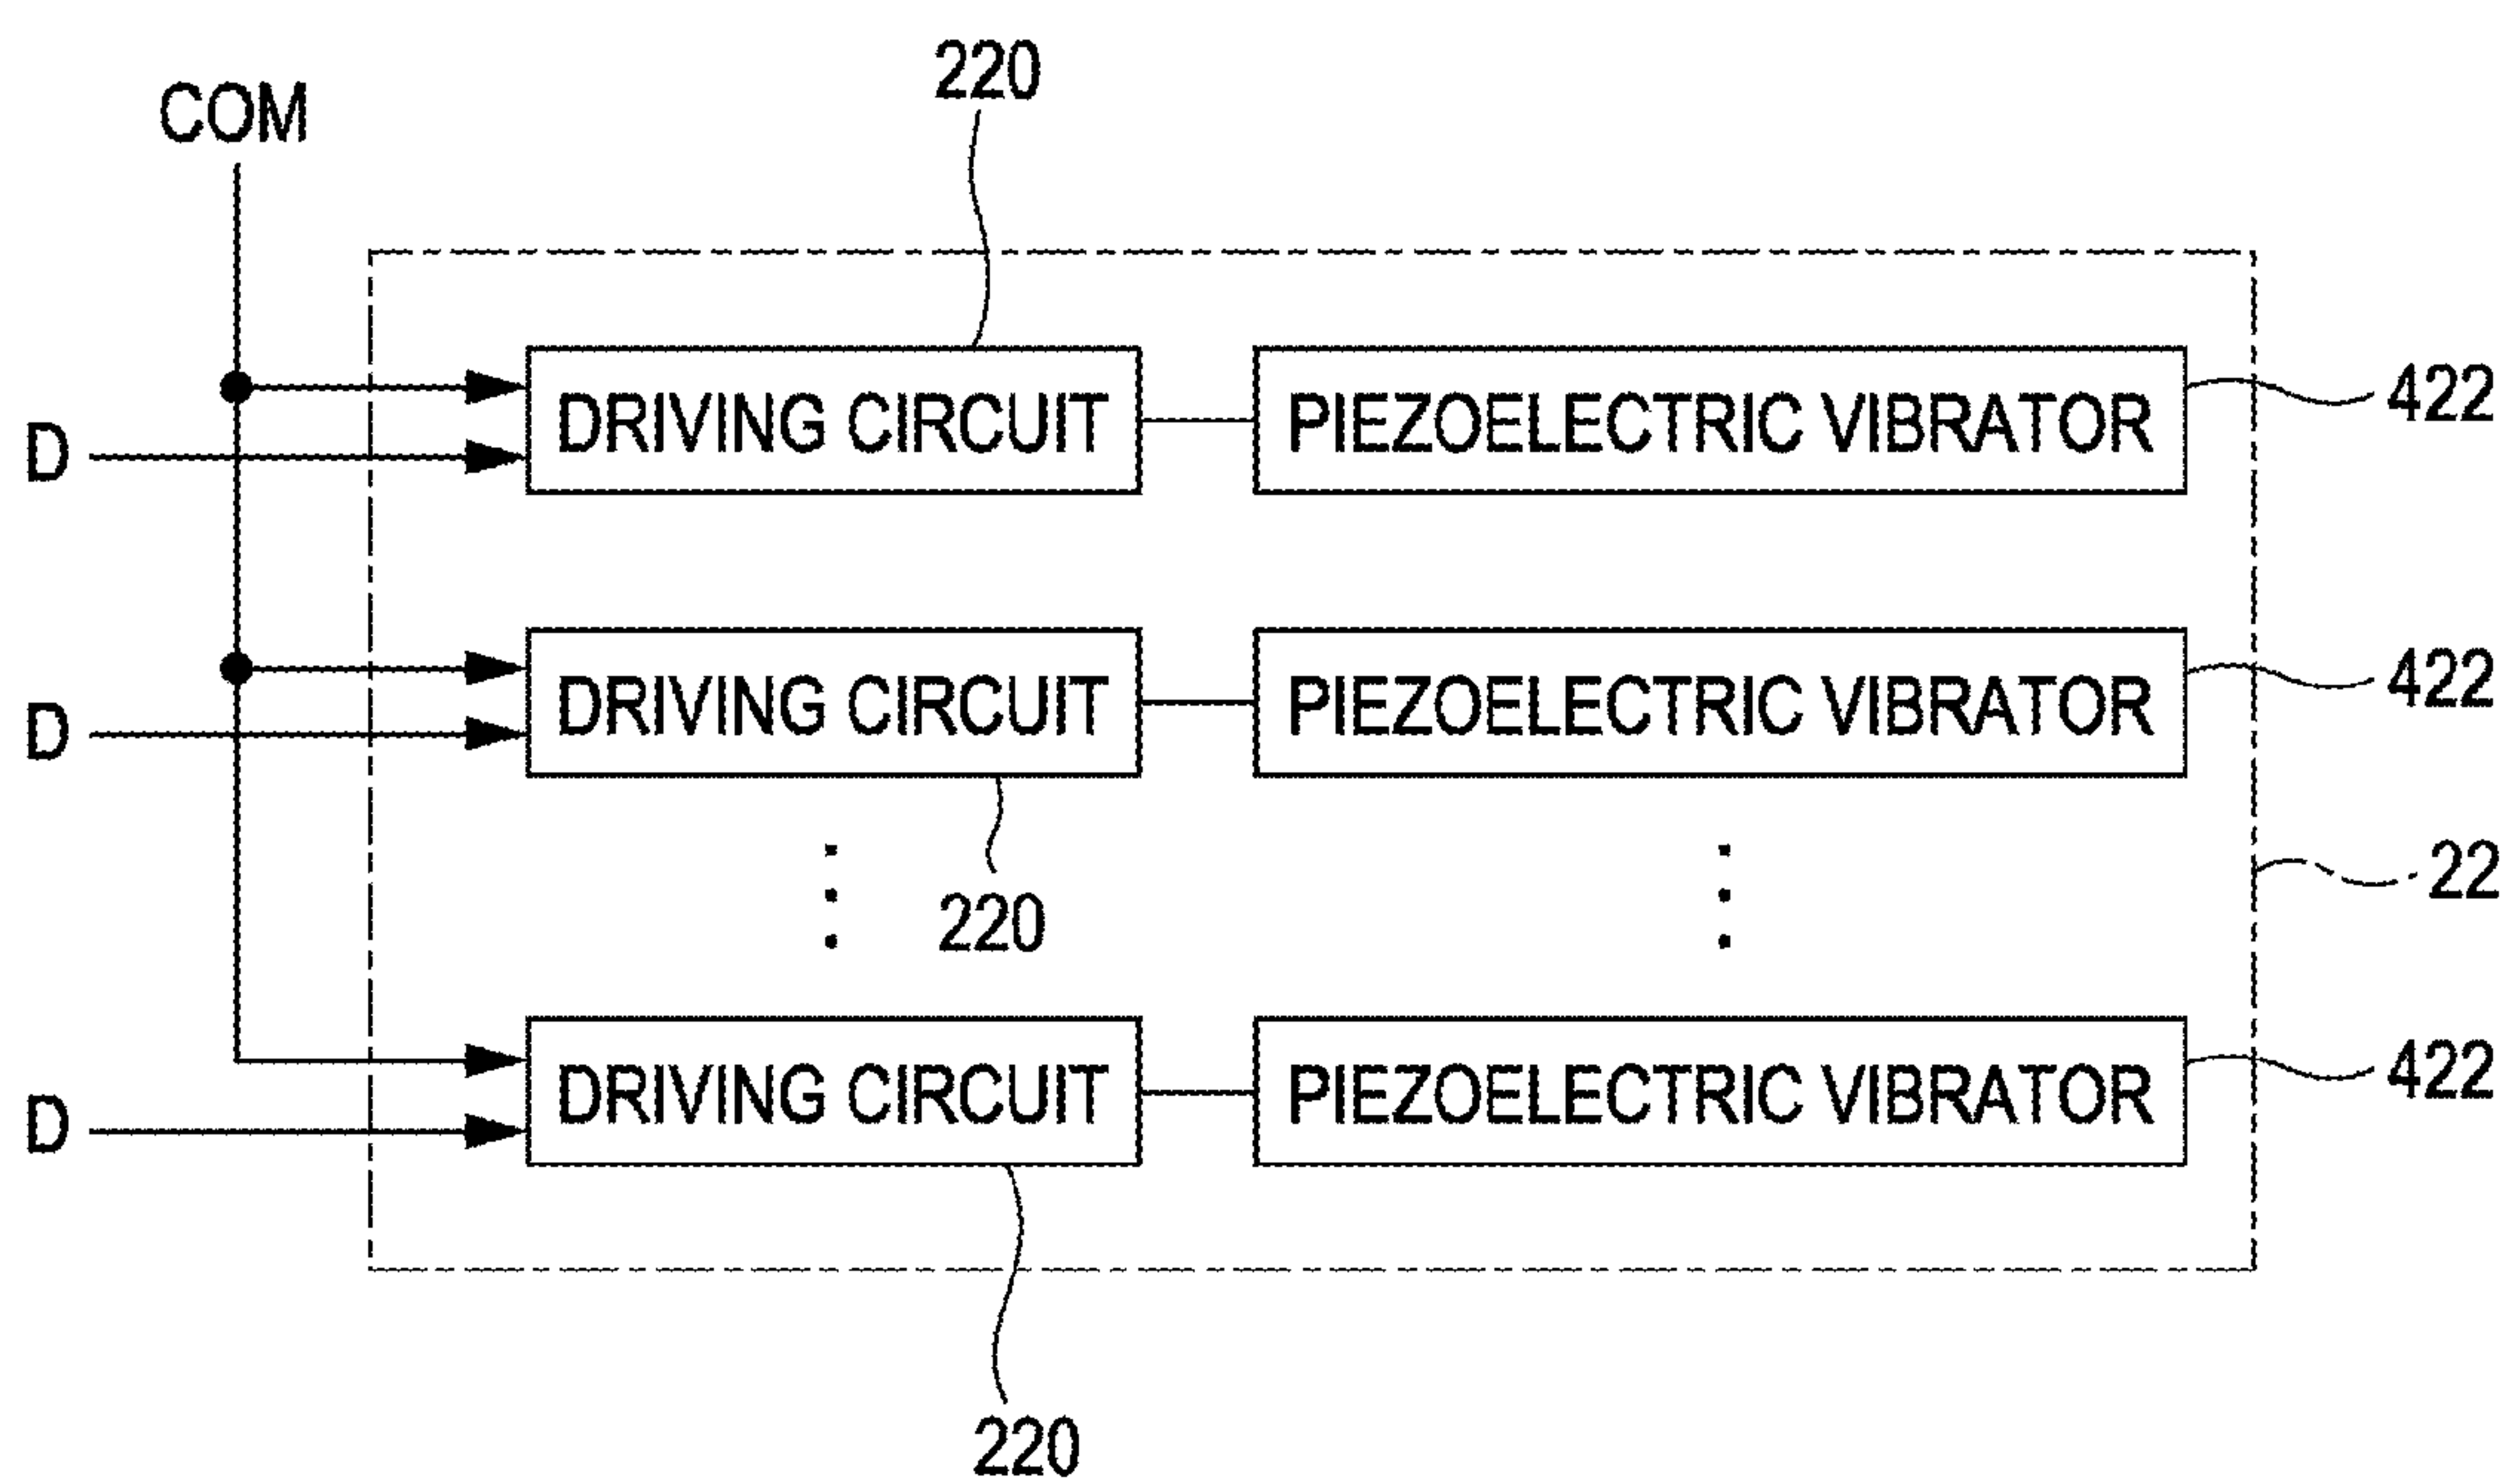 220
COM
D
DRIVING CIRCUIT
PIEZOELECTRIC VIBRATOR
422
D
DRIVING CIRCUIT
PIEZOELECTRIC VIBRATOR
422
220
22
D
DRIVING CIRCUIT
PIEZOELECTRIC VIBRATOR
422
220